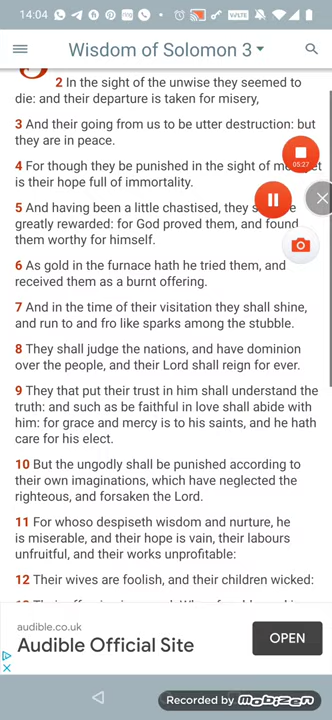 14:04
ring
VoLTE
Wisdom of Solomon 3
2 In the sight of the unwise they seemed to
die: and their departure is taken for misery,
3 And their going from us to be utter destruction: but
they are in peace.
4 For though they be punished in the sight of
is their hope full of immortality.
5 And having been a little chastised, they
greatly rewarded: for God proved them, and found
them worthy for himself.
6 As gold in the furnace hath he tried them, and
received them as a burnt offering.
7 And in the time of their visitation they shall shine,
and run to and fro like sparks among the stubble.
8 They shall judge the nations, and have dominion
over the people, and their Lord shall reign for ever.
9 They that put their trust in him shall understand the
truth: and such as be faithful in love shall abide with
him: for grace and mercy is to his saints, and he hath
care for his elect.
10 But the ungodly shall be punished according to
their own imaginations, which have neglected the
righteous, and forsaken the Lord.
11 For whoso despiseth wisdom and nurture, he
is miserable, and their hope is vain, their labours
unfruitful, and their works unprofitable:
12 Their wives are foolish, and their children wicked:
05:27
audible.co.uk
Audible Official Site
OPEN
Recorded by Mobizen